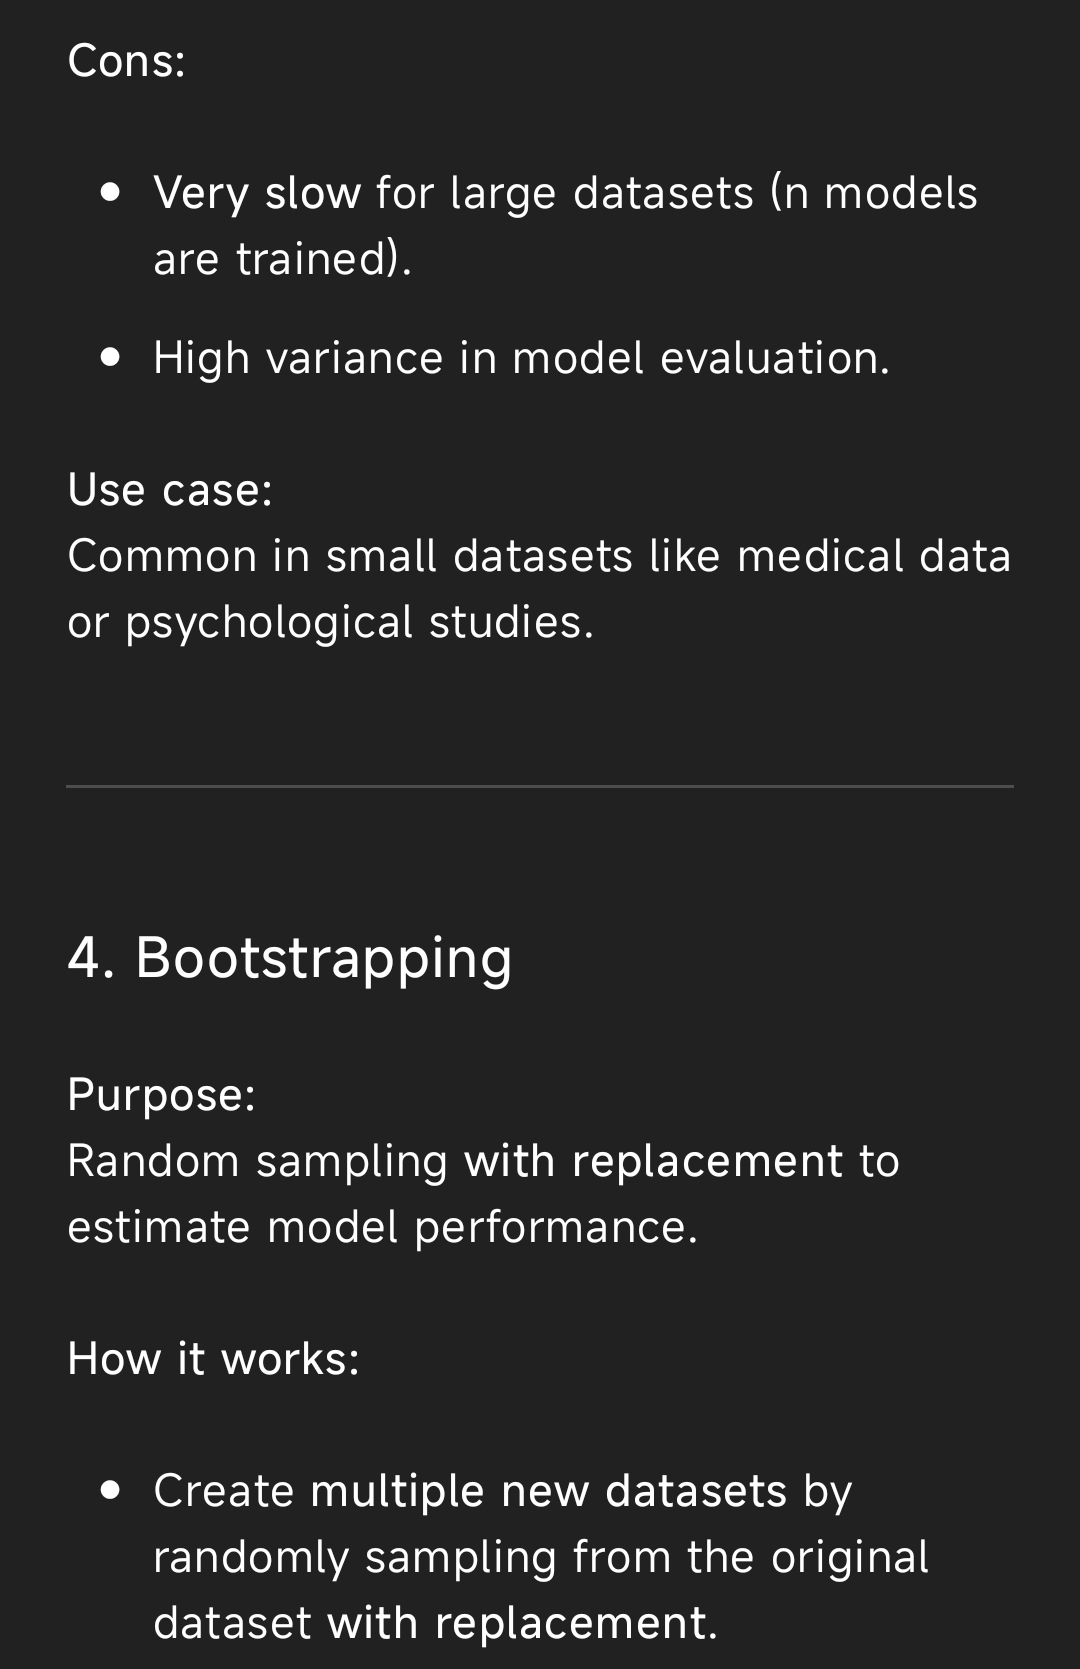 Cons:
• Very slow for large datasets (n models
are trained).
• High variance in model evaluation.
Use case:
Common in small datasets like medical data
or psychological studies.
4. Bootstrapping
Purpose:
Random sampling with replacement to
estimate model performance.
How it works:
• Create multiple new datasets by
randomly sampling from the original
dataset with replacement.